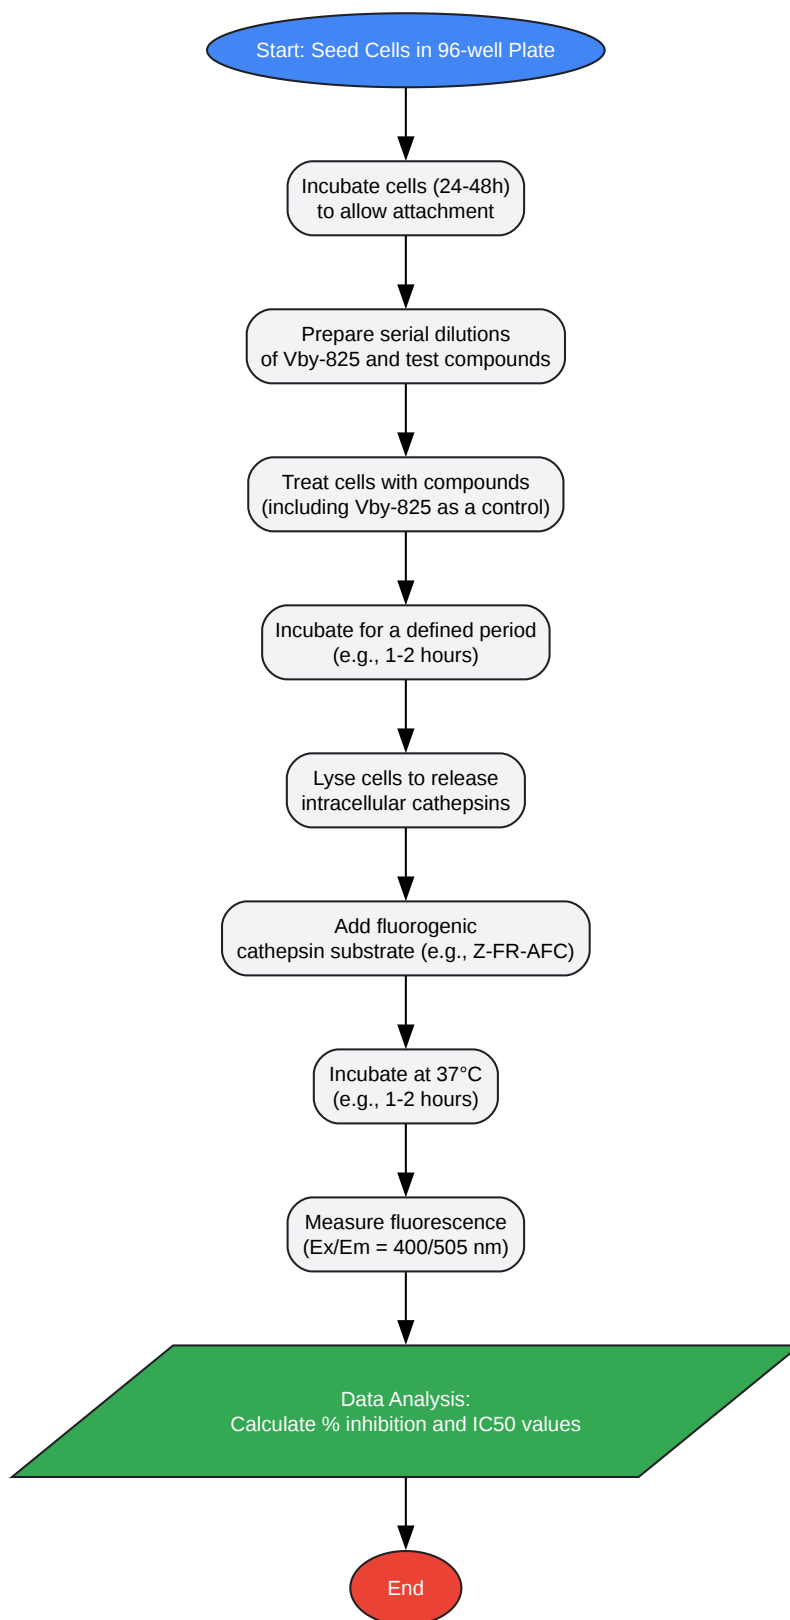 Start: Seed Cells in 96-well Plate
Incubate cells (24-48h)
to allow attachment
Prepare serial dilutions
of Vby-825 and test compounds
Treat cells with compounds
(including Vby-825 as a control)
Incubate for a defined period
(e.g., 1-2 hours)
Lyse cells to release
intracellular cathepsins
Add fluorogenic
cathepsin substrate (e.g., Z-FR-AFC)
Incubate at 37°C
(e.g., 1-2 hours)
Measure fluorescence
(Ex/Em = 400/505 nm)
Data Analysis:
Calculate % inhibition and IC50 values
End